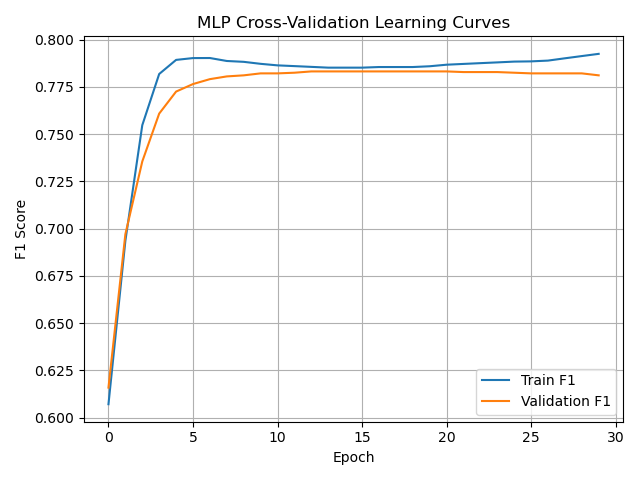 MLP Cross-Validation Learning Curves
0.800
0.775
0.750
0.725
0.700
0.675
0.650
0.625
0.600
F1 Score
0 5 10 15 20 25 30
Epoch
Train F1
Validation F1